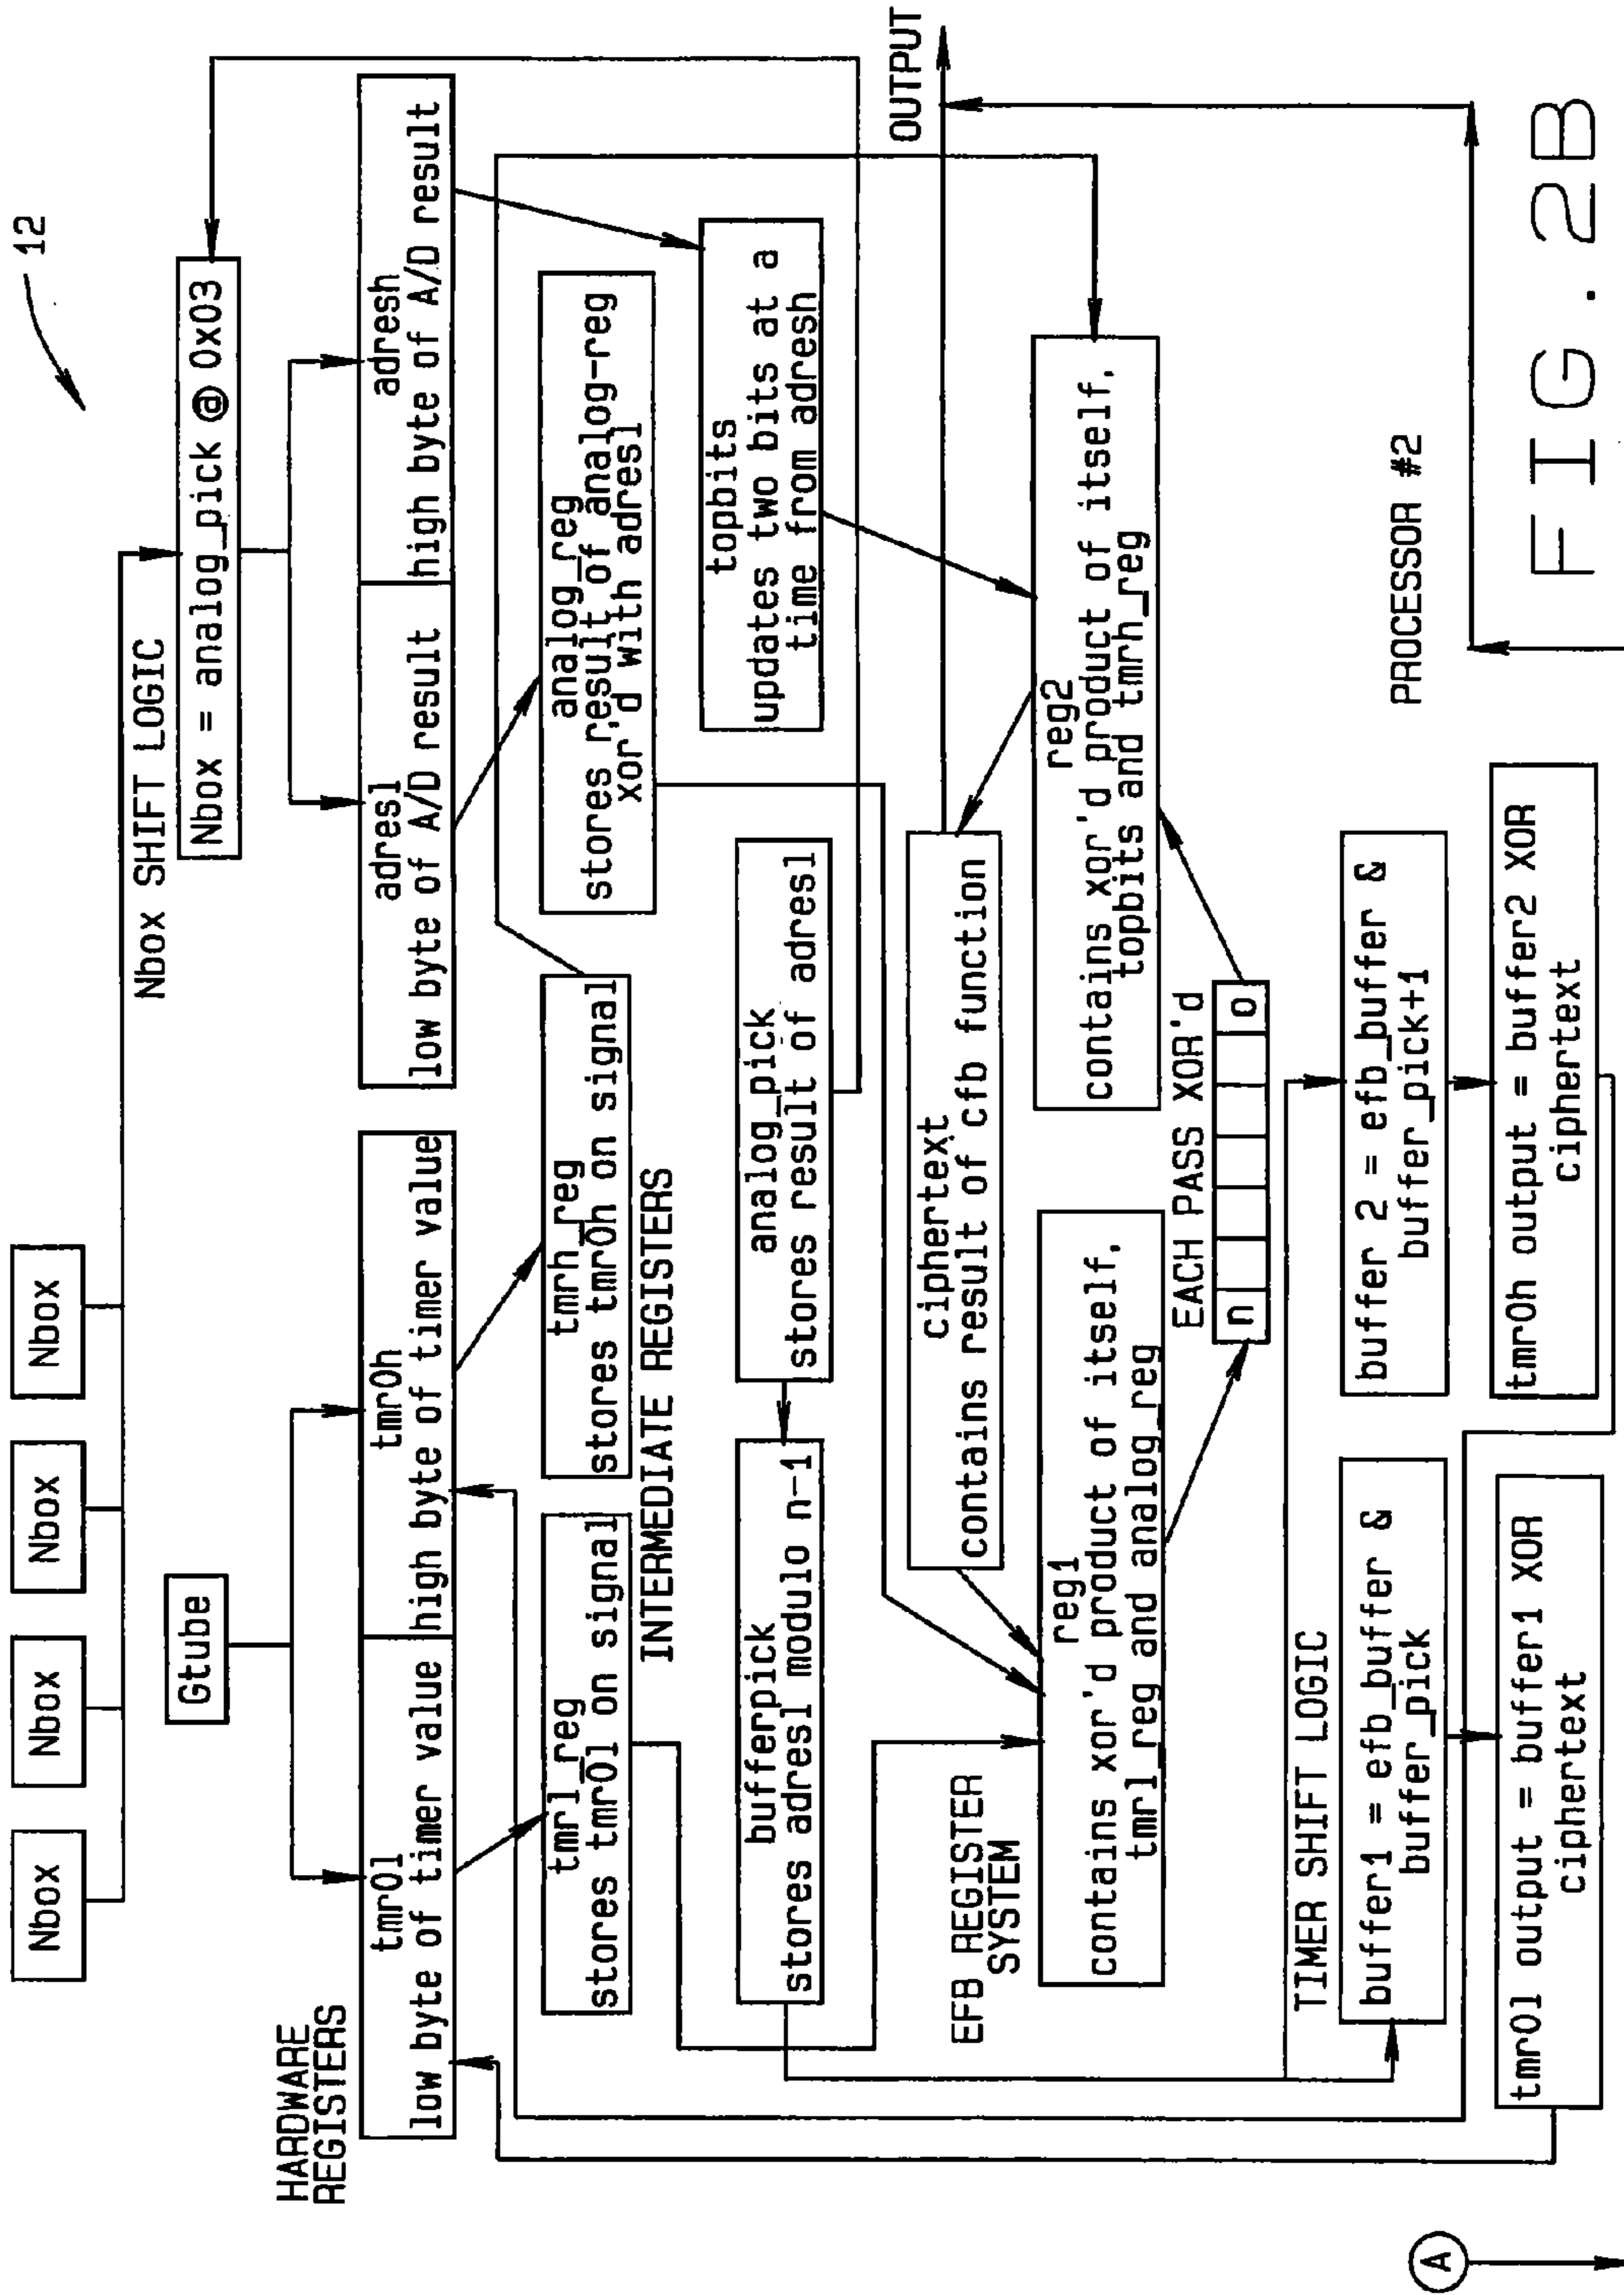 12
Nbox
Nbox
Nbox
Nbox
Nbox SHIFT LOGIC
Gtube
Nbox = analog_pick @ 0x03
HARDWARE
REGISTERS
tmr0l
low byte of timer value
tmr0h
high byte of timer value
adresl
low byte of A/D result
adresh
high byte of A/D result
tmrl_reg
stores tmr0l on signal
tmrh_reg
stores tmr0h on signal
analog_reg
stores result of analog-reg
xor'd with adresl
INTERMEDIATE REGISTERS
topbits
updates two bits at a
time from adresh
bufferpick
stores adresl modulo n-1
analog_pick
stores result of adresl
OUTPUT
ciphertext
contains result of cfb function
EFB REGISTER
SYSTEM
reg1
contains xor'd product of itself,
tmrl_reg and analog_reg
reg2
contains xor'd product of itself,
topbits and tmrh_reg
EACH PASS XOR'd
n
o
TIMER SHIFT LOGIC
buffer1 = efb_buffer &
buffer_pick
buffer 2 = efb_buffer &
buffer_pick+1
PROCESSOR #2
tmr0l output = buffer1 XOR
ciphertext
tmr0h output = buffer2 XOR
ciphertext
A
FIG. 2B